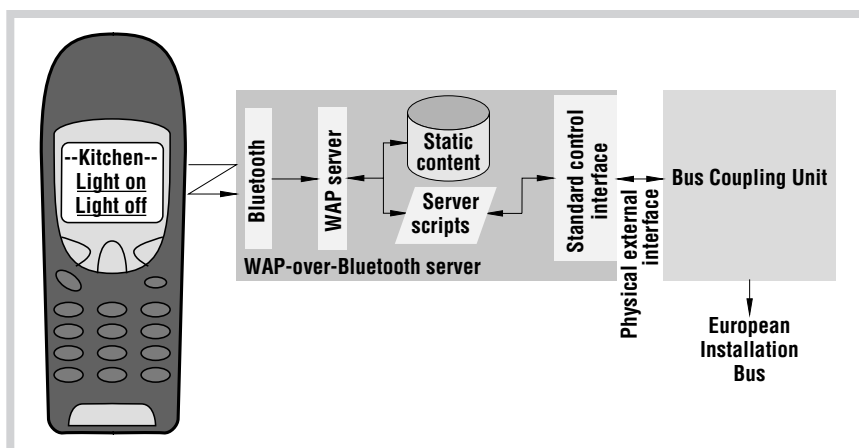 --Kitchen--
Light on
Light off
Bluetooth
WAP server
Static
content
Server
scripts
Standard control
interface
WAP-over-Bluetooth server
Physical external
interface
Bus Coupling Unit
European
Installation
Bus